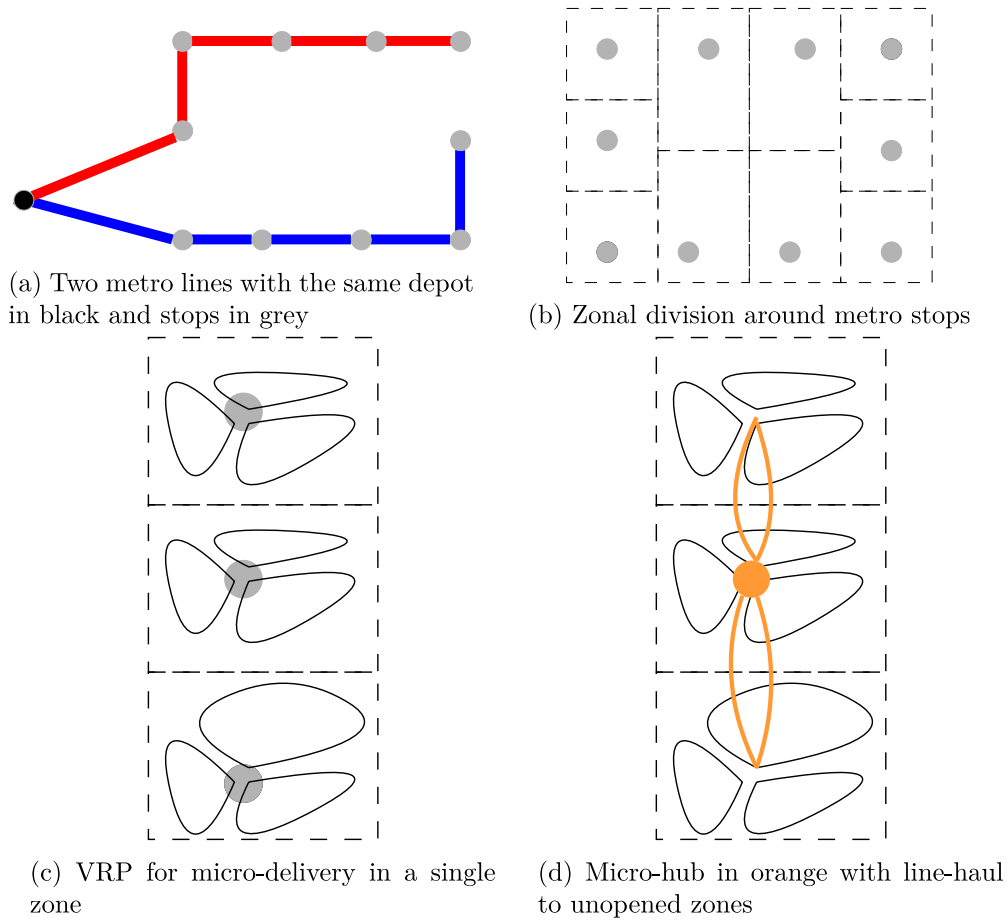 (a) Two metro lines with the same depot
in black and stops in grey
(b) Zonal division around metro stops
(c) VRP for micro-delivery in a single
zone
(d) Micro-hub in orange with line-haul
to unopened zones